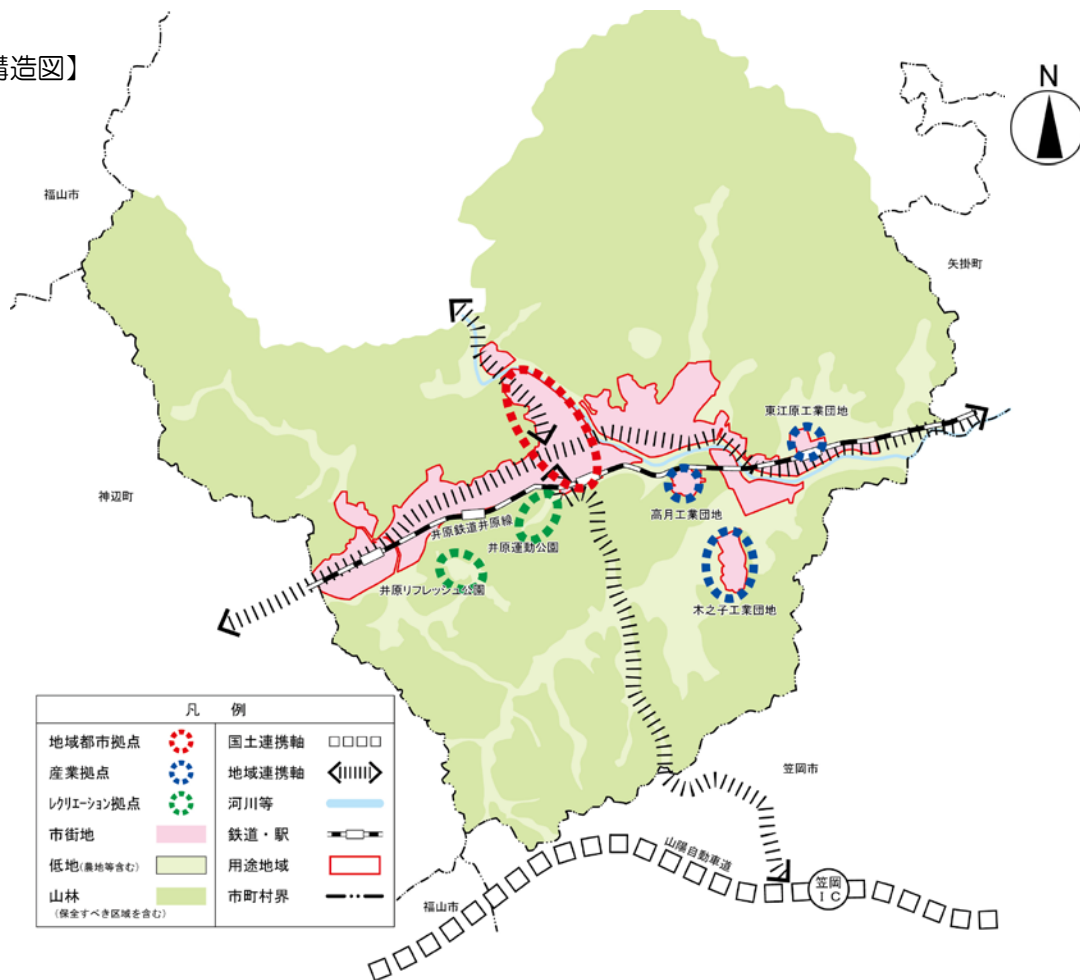 構造図】
N
福山市
矢掛町
東江原工業団地
神辺町
高月工業団地
井原鉄道井原線
井原運動公園
井原リフレッシュ公園
木之子工業団地
凡 例
地域都市拠点
国土連携軸
産業拠点
地域連携軸
レクリエーション拠点
河川等
市街地
鉄道・駅
低地(農地等含む)
用途地域
山林
(保全すべき区域を含む)
市町村界
笠岡市
山陽自動車道
笠岡
IC
福山市